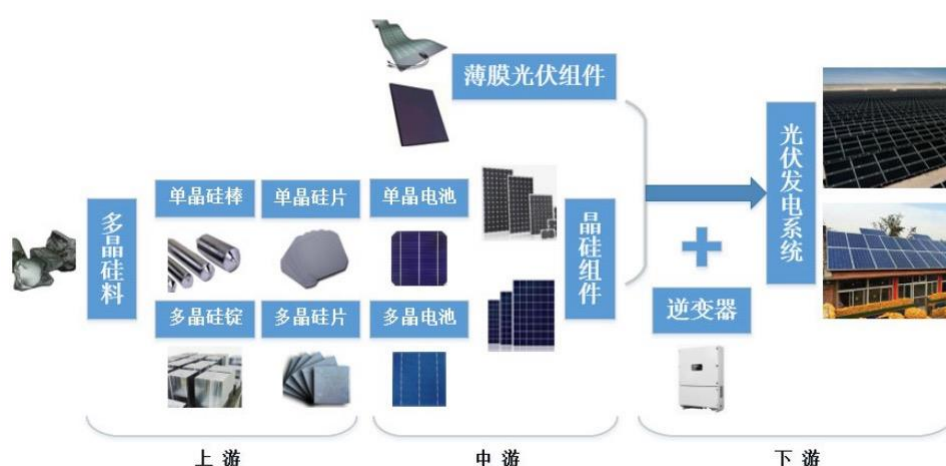 薄膜光伏组件
多晶硅料
单晶硅棒
单晶硅片
单晶电池
多晶硅锭
多晶硅片
多晶电池
晶硅组件
逆变器
光伏发电系统
上 游
中 游
下 游